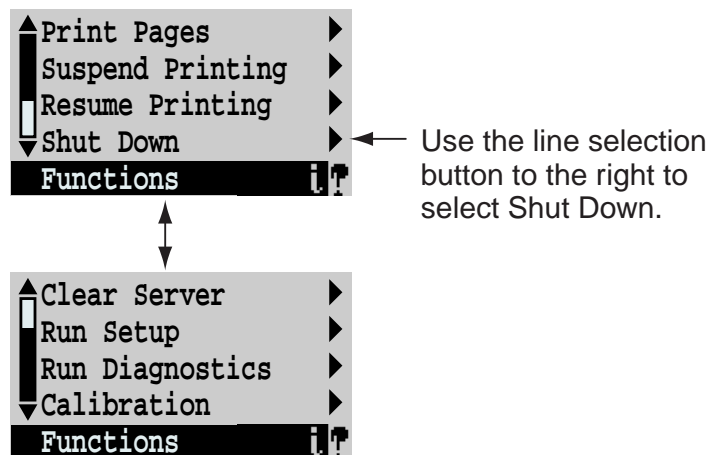 Print Pages
Suspend Printing
Resume Printing
Shut Down
Functions
Use the line selection
button to the right to
select Shut Down.
Clear Server
Run Setup
Run Diagnostics
Calibration
Functions